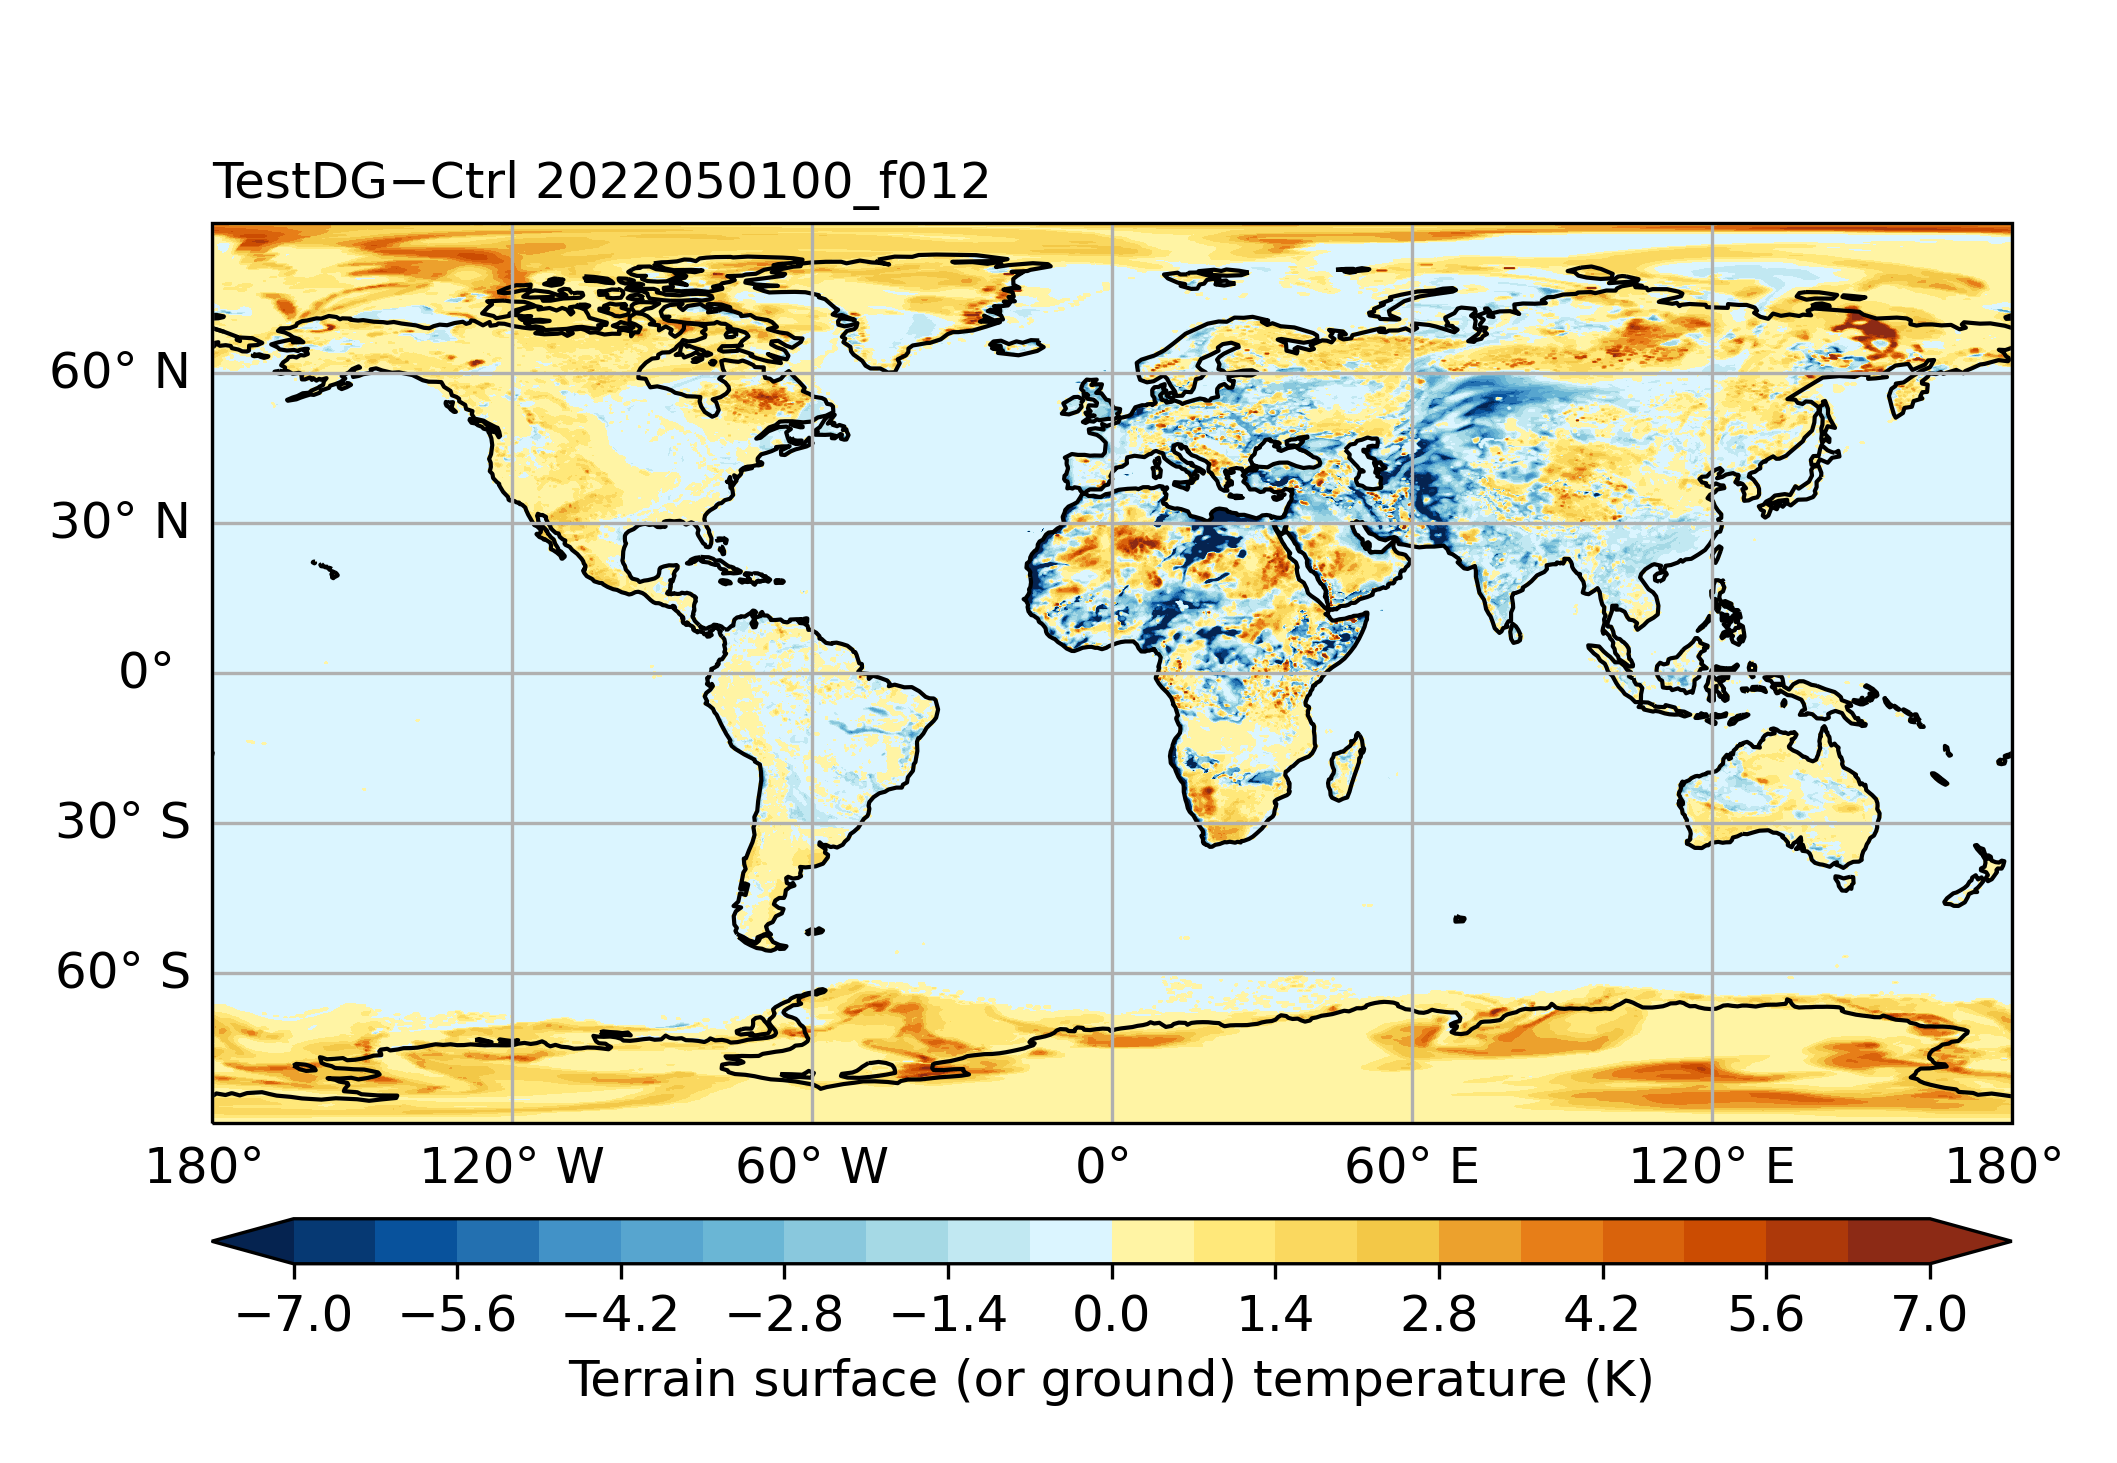 TestDG−Ctrl 2022050100_f012
60° N
30° N
0°
30° S
60° S
180° 120° W 60° W 0° 60° E 120° E 180°
−7.0 −5.6 −4.2 −2.8 −1.4 0.0 1.4 2.8 4.2 5.6 7.0
Terrain surface (or ground) temperature (K)